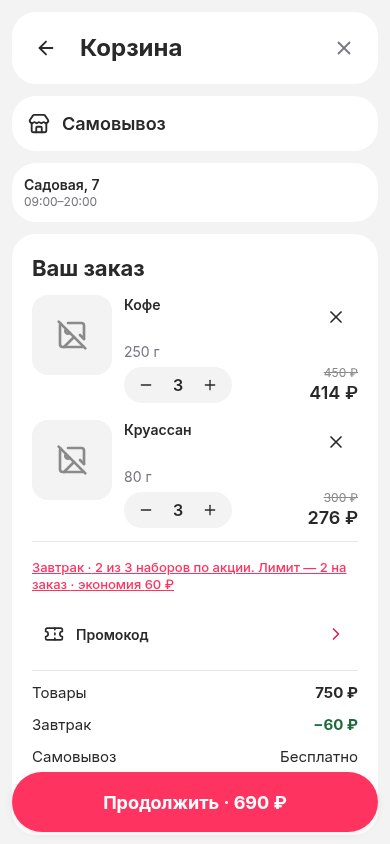 Корзина
Самовывоз
Садовая, 7
09:00–20:00
Ваш заказ
Кофе
250 г
450 ₽
3
414 ₽
Круассан
80 г
300 ₽
3
276 ₽
Завтрак · 2 из 3 наборов по акции. Лимит — 2 на
заказ · экономия 60 ₽
Промокод
Товары 750 ₽
Завтрак −60 ₽
Самовывоз Бесплатно
Продолжить · 690 ₽